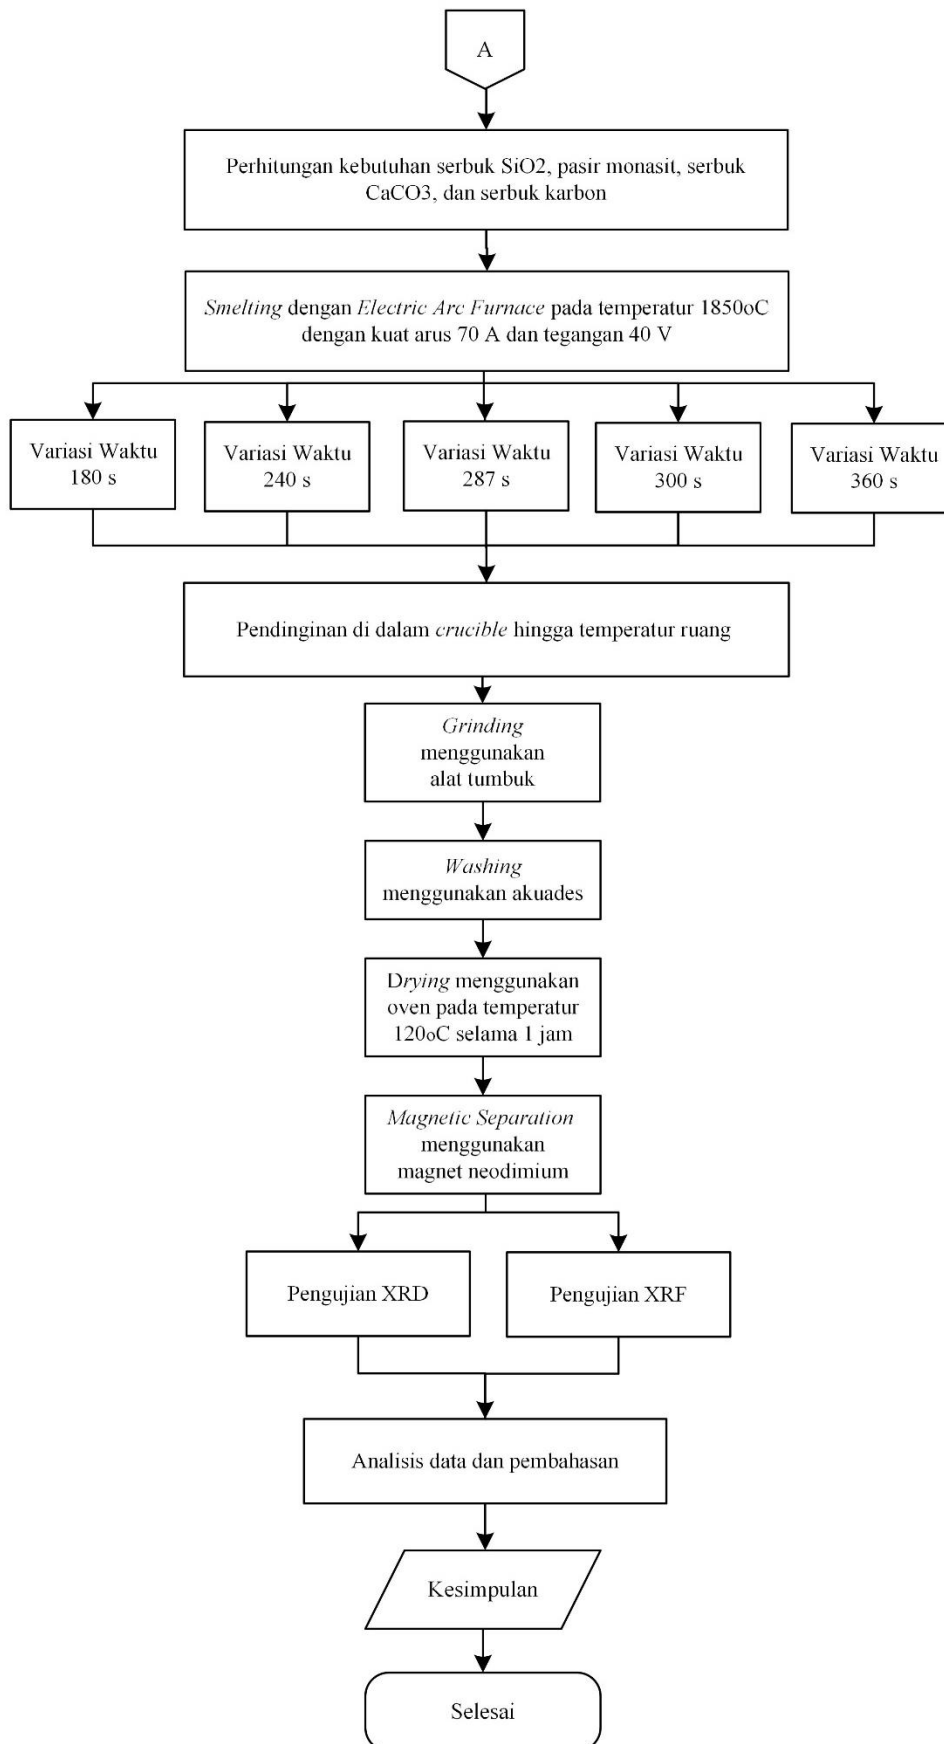 A
Perhitungan kebutuhan serbuk SiO2, pasir monasit, serbuk
CaCO3, dan serbuk karbon
Smelting dengan Electric Arc Furnace pada temperatur 1850oC
dengan kuat arus 70 A dan tegangan 40 V
Variasi Waktu
180 s
Variasi Waktu
240 s
Variasi Waktu
287 s
Variasi Waktu
300 s
Variasi Waktu
360 s
Pendinginan di dalam crucible hingga temperatur ruang
Grinding
menggunakan
alat tumbuk
Washing
menggunakan akuades
Drying menggunakan
oven pada temperatur
120oC selama 1 jam
Magnetic Separation
menggunakan
magnet neodimium
Pengujian XRD
Pengujian XRF
Analisis data dan pembahasan
Kesimpulan
Selesai